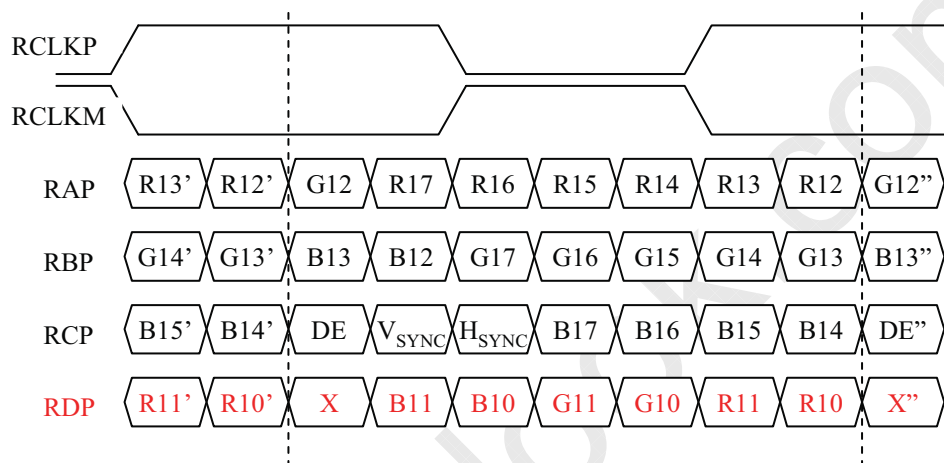 RCLKP
RCLKM
RAP R13’ R12’ G12 R17 R16 R15 R14 R13 R12 G12”
RBP G14’ G13’ B13 B12 G17 G16 G15 G14 G13 B13”
RCP B15’ B14’ DE VSYNC HSYNC B17 B16 B15 B14 DE”
RDP R11’ R10’ X B11 B10 G11 G10 R11 R10 X”